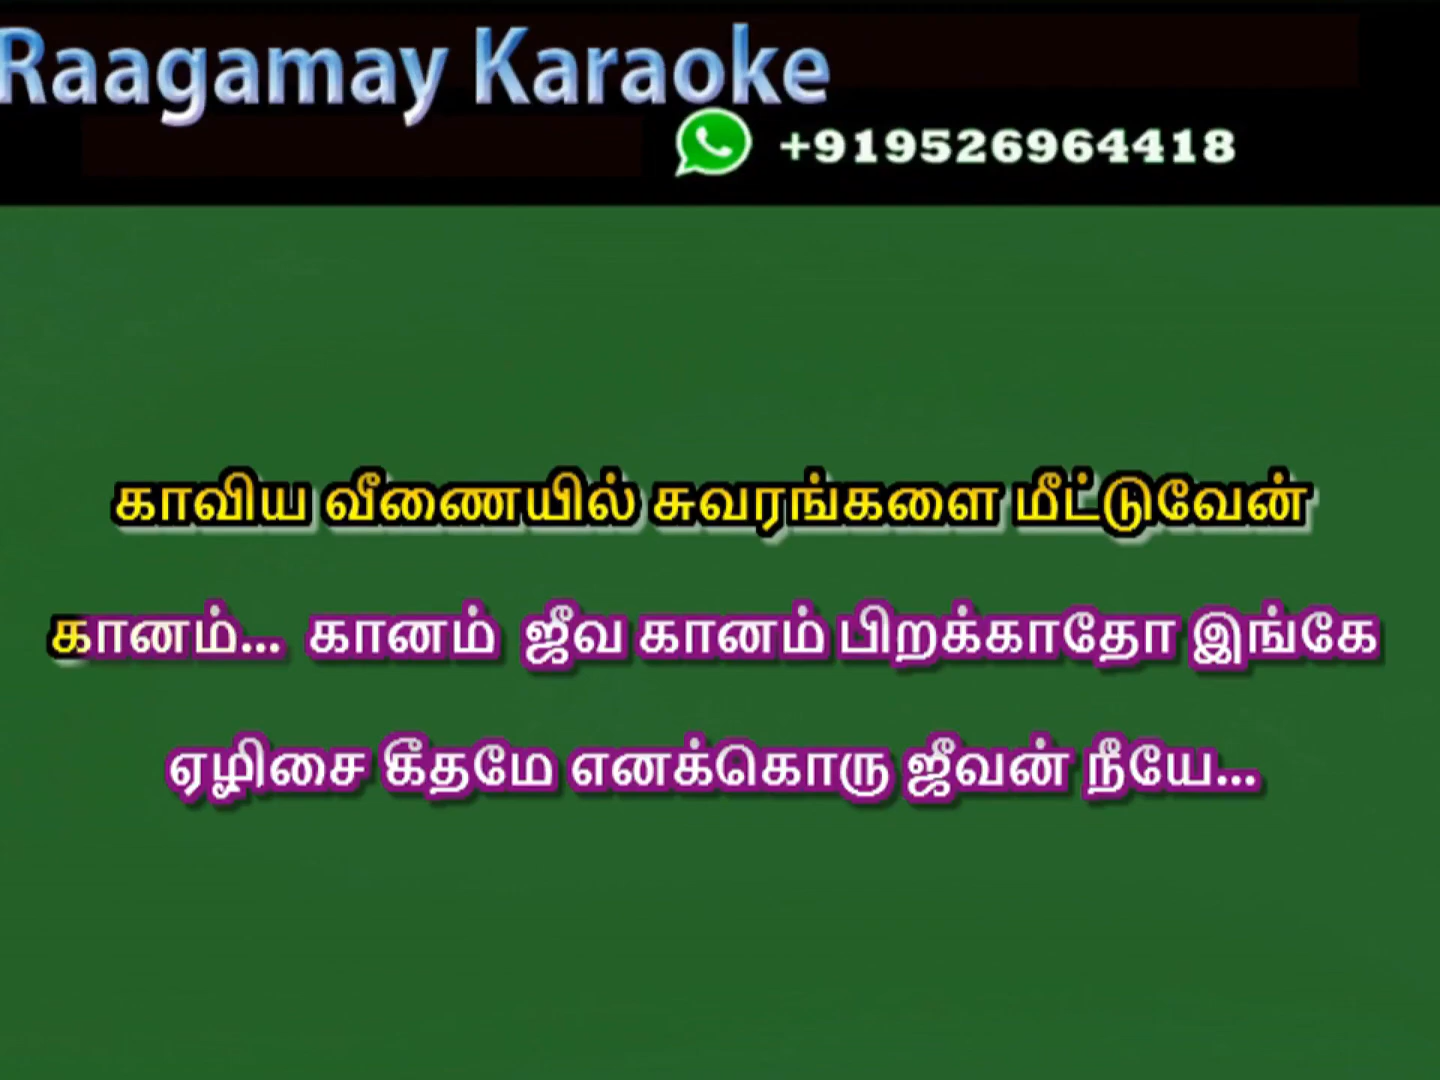 Raagamay Karaoke
+919526964418
காவிய வீணையில் சுவரங்களை மீட்டுவேன்
கானம்... கானம் ஜீவ கானம் பிறக்காதோ இங்கே
ஏழிசை கீதமே எனக்கொரு ஜீவன் நீயே...